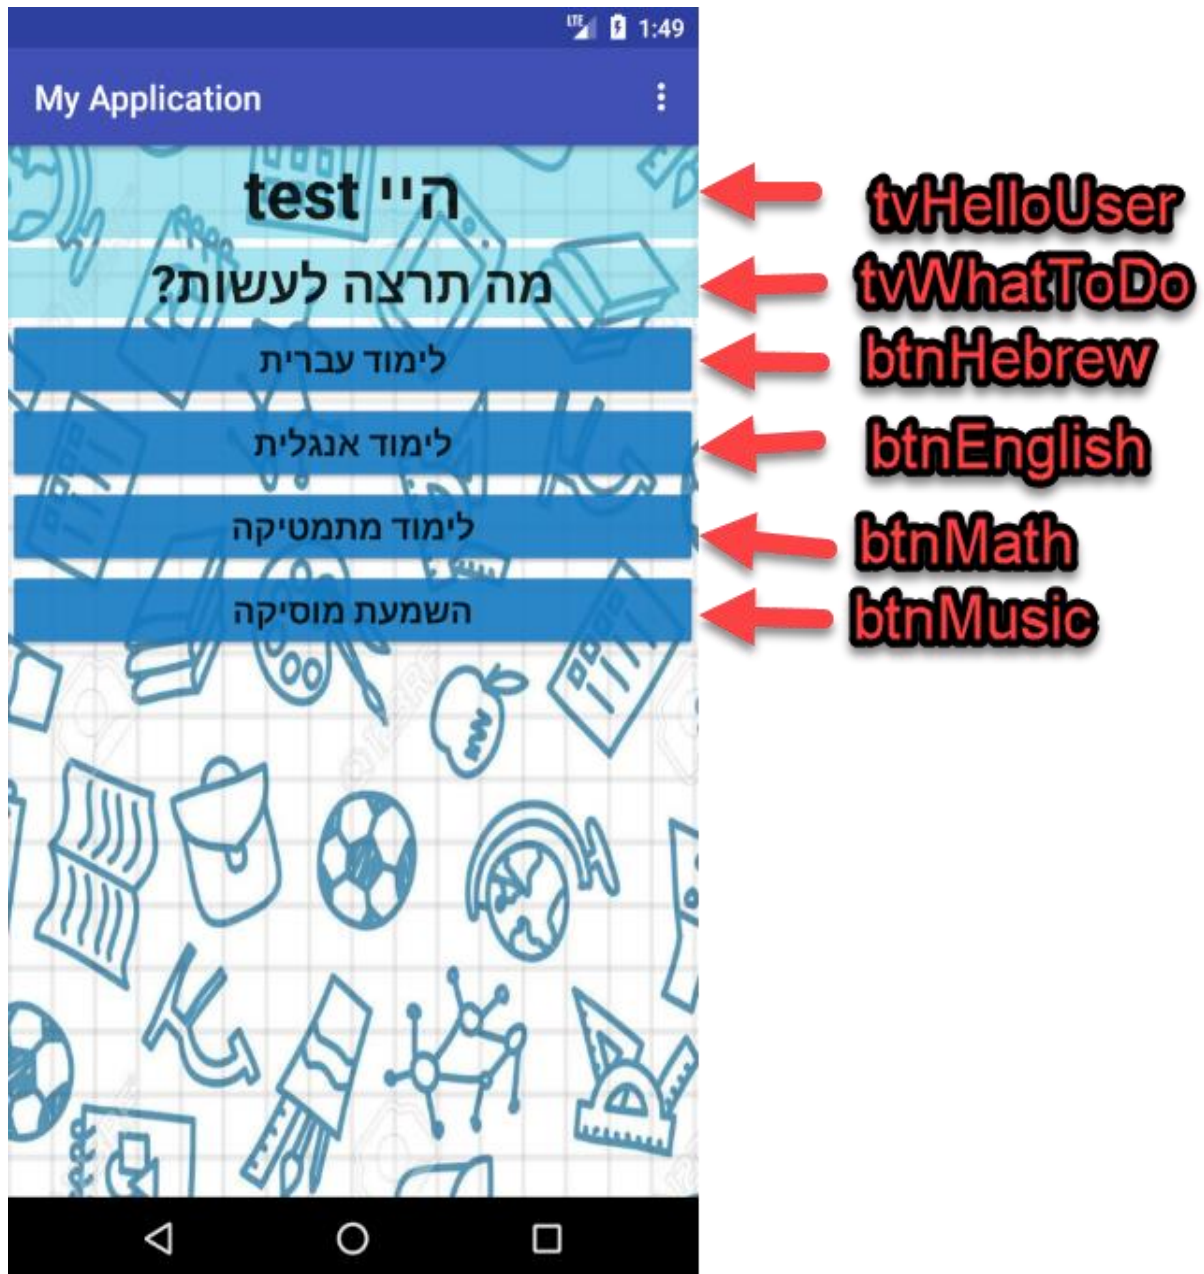 LTE 1:49
My Application
היי test
tvHelloUser
מה תרצה לעשות?
tvWhatToDo
לימוד עברית
btnHebrew
לימוד אנגלית
btnEnglish
לימוד מתמטיקה
btnMath
השמעת מוסיקה
btnMusic